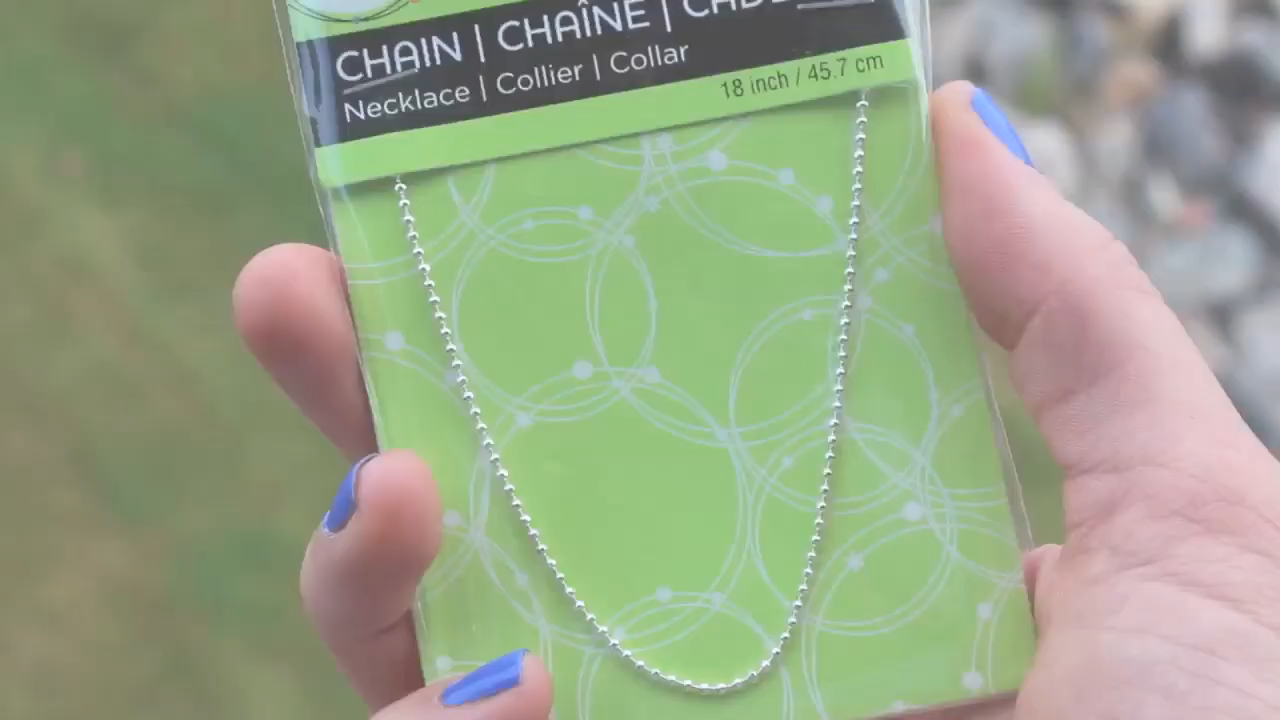 CHAIN | CHAÎNE |
Necklace | Collier | Collar
18 inch / 45.7 cm